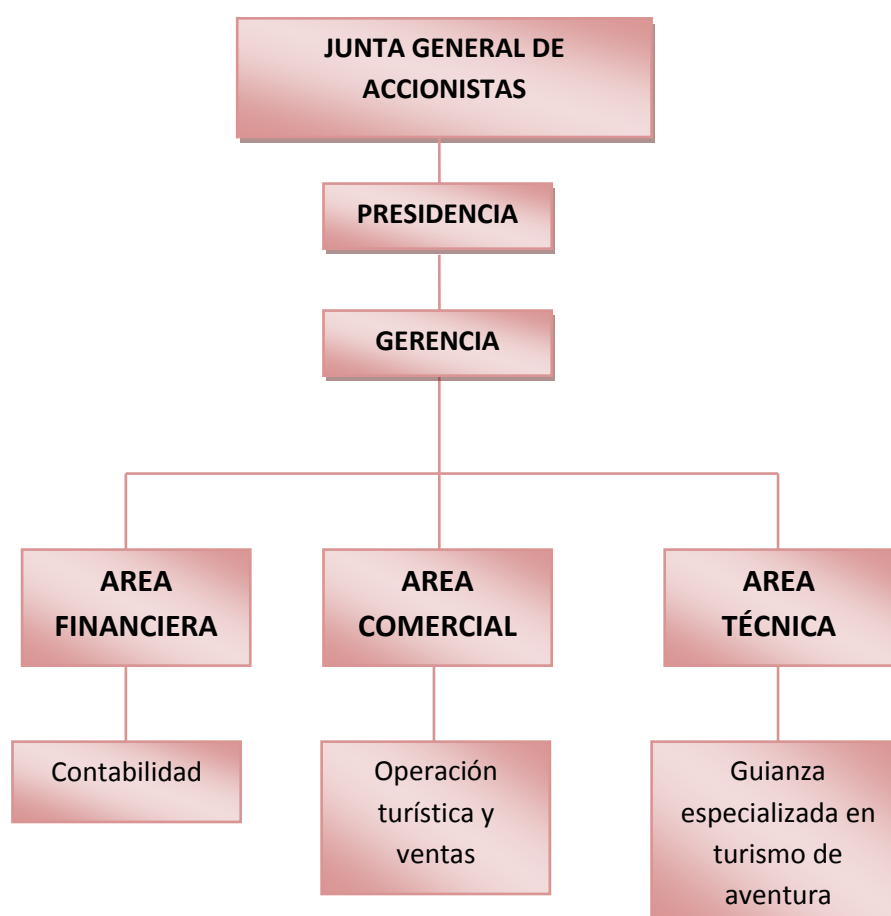 JUNTA GENERAL DE
ACCIONISTAS
PRESIDENCIA
GERENCIA
AREA
FINANCIERA
AREA
COMERCIAL
AREA
TÉCNICA
Contabilidad
Operación
turística y
ventas
Guianza
especializada en
turismo de
aventura